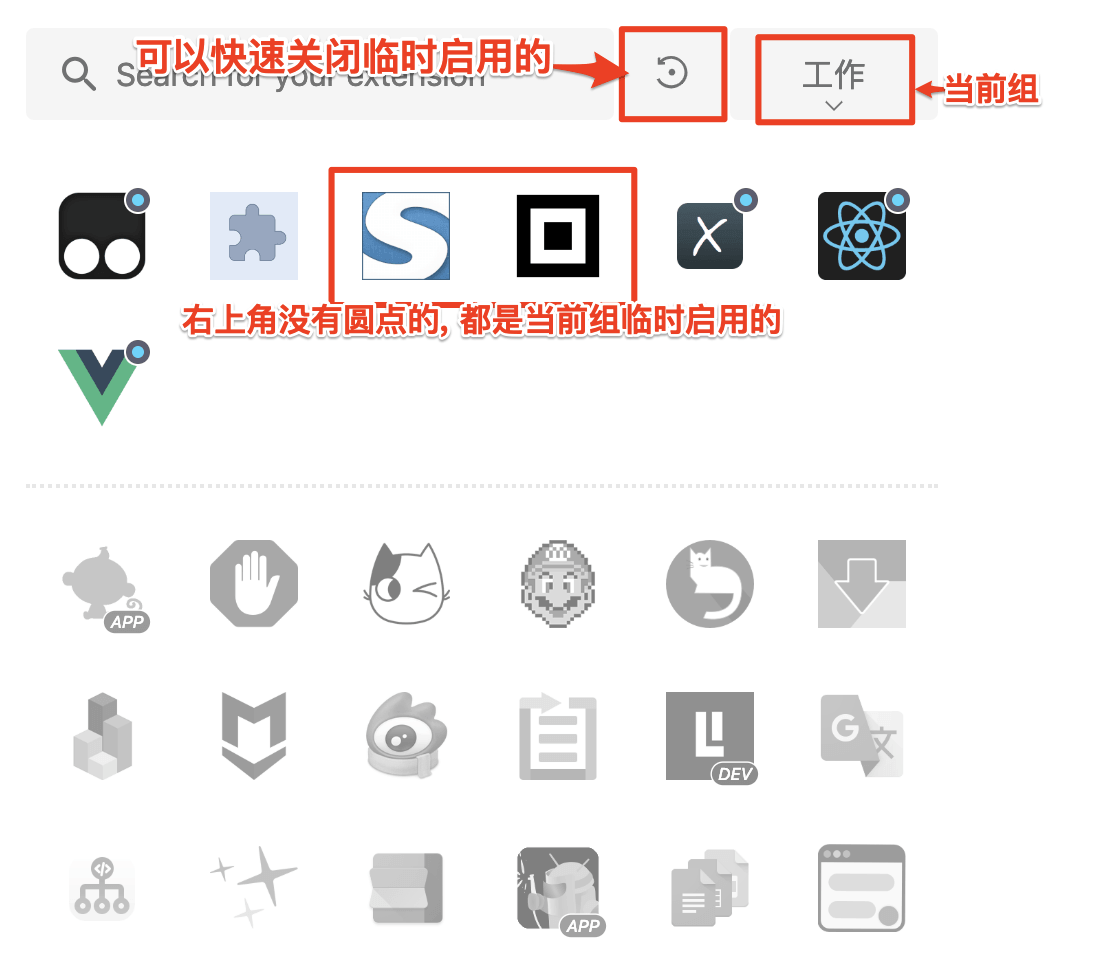 可以快速关闭临时启用的
Search for your extension
工作
当前组
右上角没有圆点的, 都是当前组临时启用的
APP
LL
DEV
G
文
APP